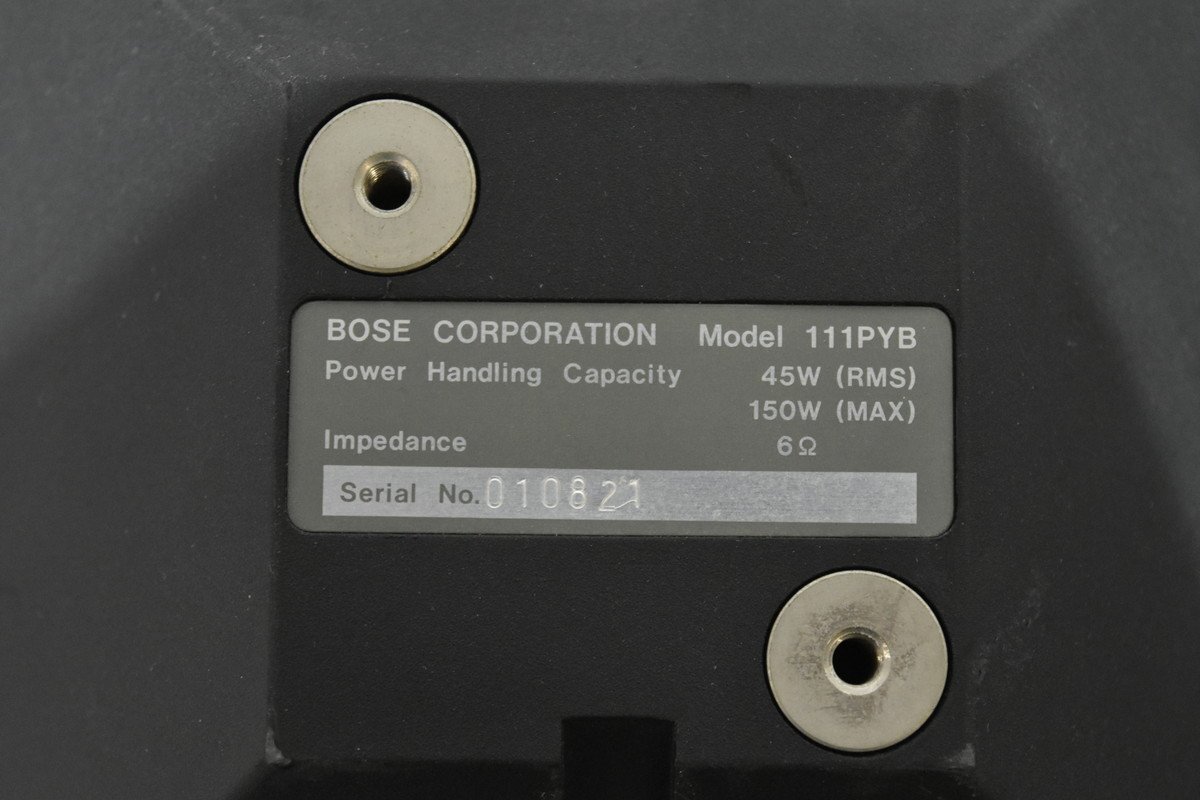 BOSE CORPORATION Model 111PYB
Power Handling Capacity 45W (RMS)
150W (MAX)
Impedance 6Ω
Serial No. 010821